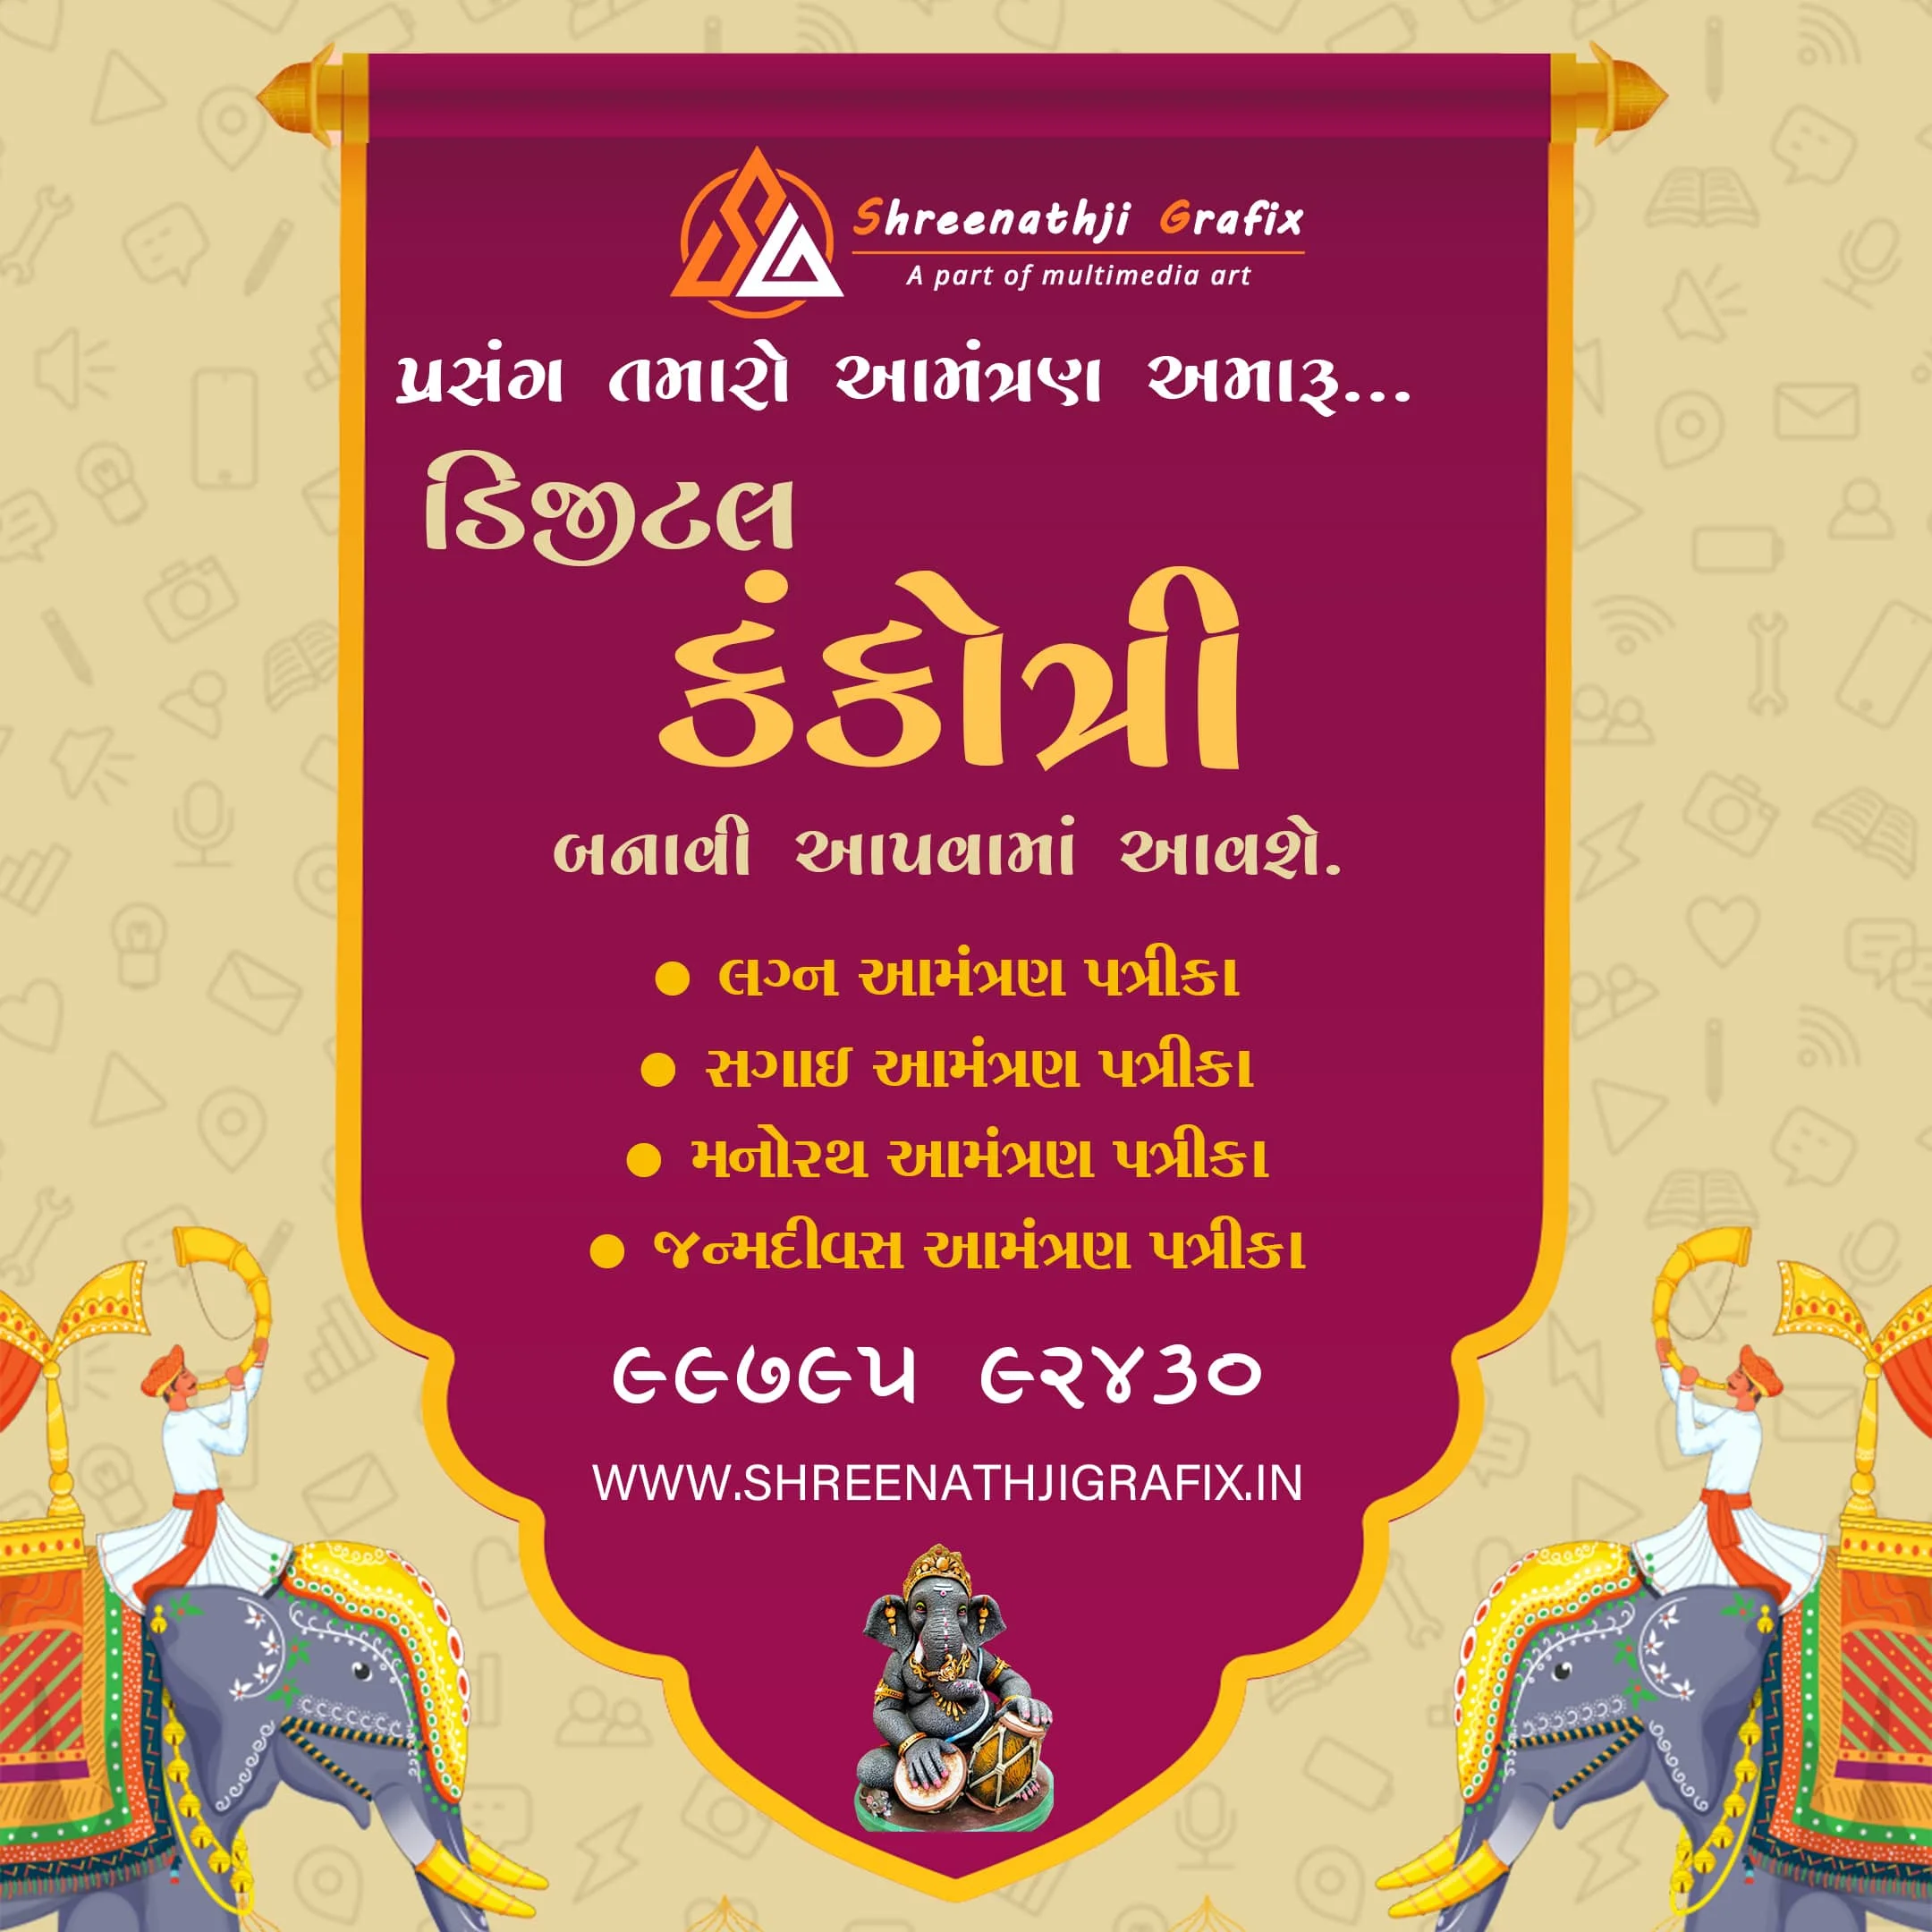 Shreenathji Grafix
A part of multimedia art
પ્રસંગ તમારો આમંત્રણ અમારૂ...
ડિજીટલ
કંકોત્રી
બનાવી આપવામાં આવશે.
• લગ્ન આમંત્રણ પત્રીકા
• સગાઇ આમંત્રણ પત્રીકા
• મનોરથ આમંત્રણ પત્રીકા
• જન્મદીવસ આમંત્રણ પત્રીકા
૯૯૭૯૫ ૯૨૪૩૦
WWW.SHREENATHJIGRAFIX.IN